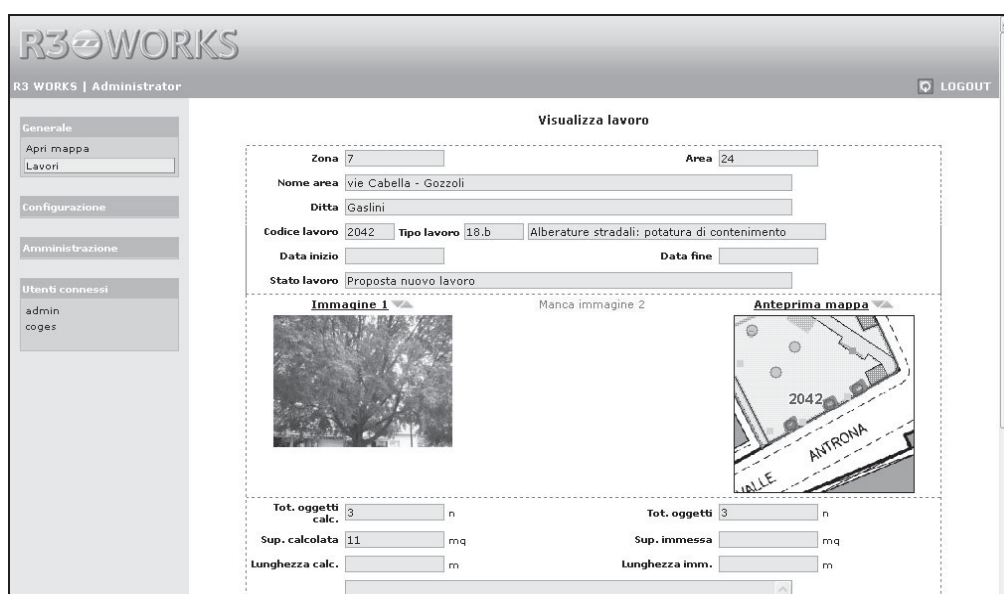 R3 WORKS
R3 WORKS | Administrator
LOGOUT
Generale
Apri mappa
Lavori
Configurazione
Amministrazione
Utenti connessi
admin
coges
Visualizza lavoro
Zona 7 Area 24
Nome area vie Cabella - Gozzoli
Ditta Gaslini
Codice lavoro 2042 Tipo lavoro 18.b Alberature stradali: potatura di contenimento
Data inizio Data fine
Stato lavoro Proposta nuovo lavoro
Immagine 1 Manca immagine 2 Anteprima mappa
2042
VALLE ANTRONA
Tot. oggetti calc. 3 n Tot. oggetti 3 n
Sup. calcolata 11 mq Sup. immessa mq
Lunghezza calc. m Lunghezza imm. m